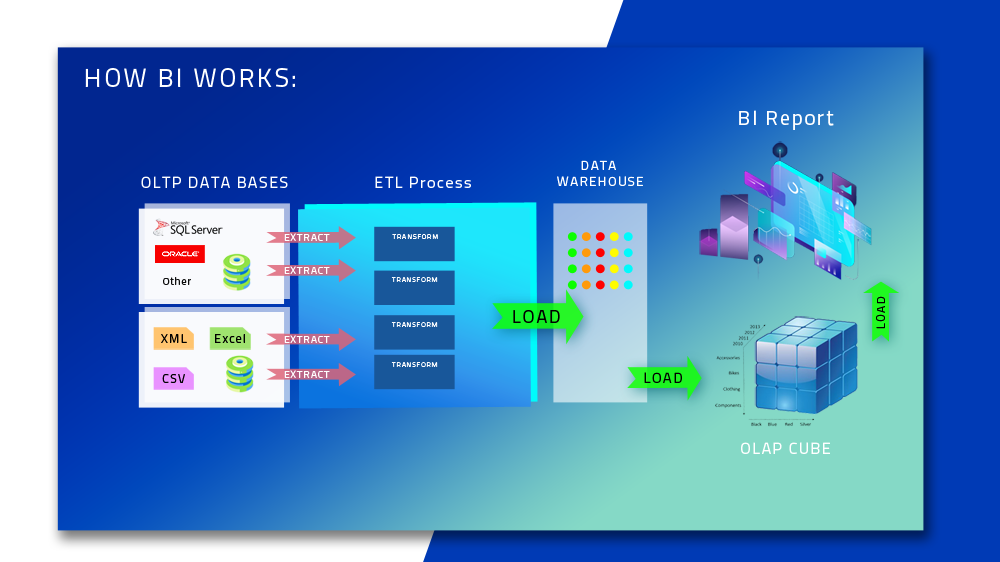 HOW BI WORKS:
BI Report
OLTP DATA BASES
ETL Process
DATA
WAREHOUSE
Microsoft
SQL Server
ORACLE
Other
EXTRACT
EXTRACT
TRANSFORM
TRANSFORM
LOAD
XML
Excel
CSV
EXTRACT
EXTRACT
TRANSFORM
TRANSFORM
LOAD
LOAD
2013
2012
2011
2010
Accessories
Bikes
Clothing
Components
Black Blue Red Silver
OLAP CUBE